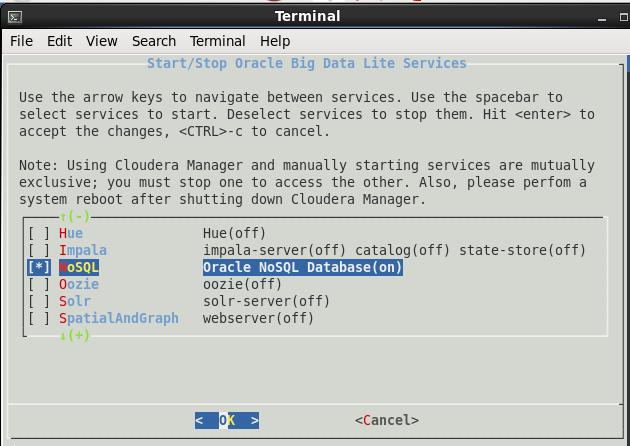 Terminal
File Edit View Search Terminal Help
Start/Stop Oracle Big Data Lite Services
Use the arrow keys to navigate between services. Use the spacebar to
select services to start. Deselect services to stop them. Hit <enter> to
accept the changes, <CTRL>-c to cancel.
Note: Using Cloudera Manager and manually starting services are mutually
exclusive; you must stop one to access the other. Also, please perfom a
system reboot after shutting down Cloudera Manager.
↑(-)
[ ] Hue Hue(off)
[ ] Impala impala-server(off) catalog(off) state-store(off)
[*] NoSQL Oracle NoSQL Database(on)
[ ] Oozie oozie(off)
[ ] Solr solr-server(off)
[ ] SpatialAndGraph webserver(off)
↓(+)
< OK > <Cancel>